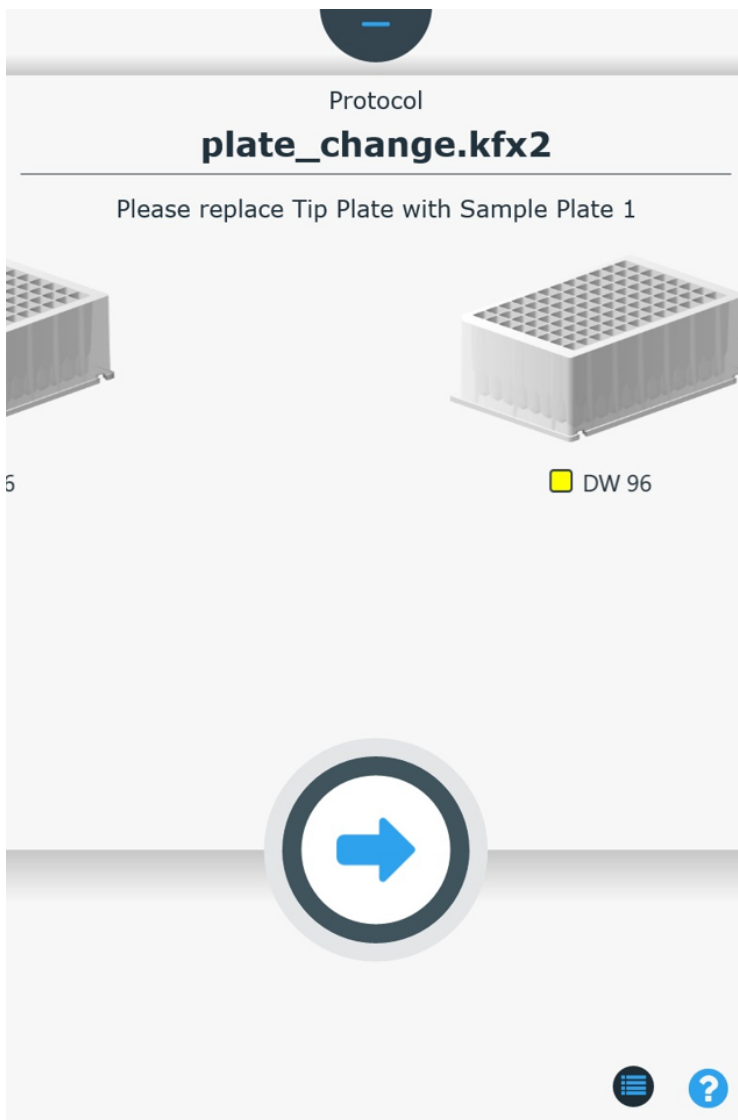 Protocol
plate_change.kfx2
Please replace Tip Plate with Sample Plate 1
6
DW 96
?